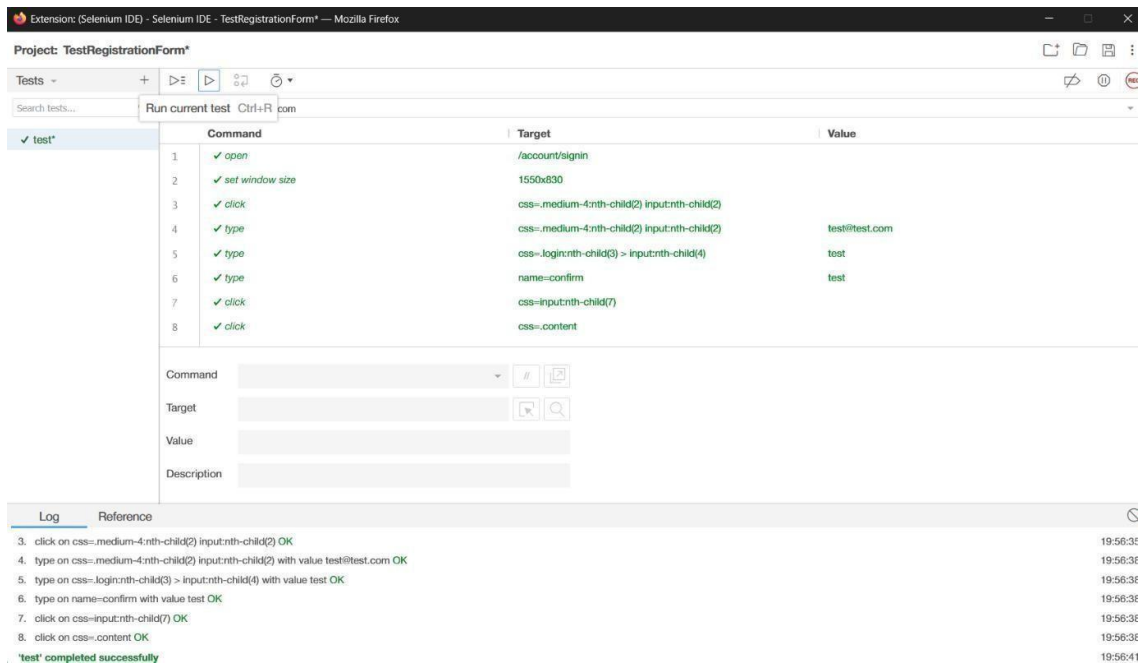 Extension: (Selenium IDE) - Selenium IDE - TestRegistrationForm* — Mozilla Firefox
Project: TestRegistrationForm*
Tests
REC
Search tests...
Run current test Ctrl+R com
✓ test*
Command Target Value
1 ✓ open /account/signin
2 ✓ set window size 1550x830
3 ✓ click css=.medium-4:nth-child(2) input:nth-child(2)
4 ✓ type css=.medium-4:nth-child(2) input:nth-child(2) test@test.com
5 ✓ type css=.login:nth-child(3) > input:nth-child(4) test
6 ✓ type name=confirm test
7 ✓ click css=input:nth-child(7)
8 ✓ click css=.content
Command //
Target
Value
Description
Log Reference
3. click on css=.medium-4:nth-child(2) input:nth-child(2) OK 19:56:35
4. type on css=.medium-4:nth-child(2) input:nth-child(2) with value test@test.com OK 19:56:38
5. type on css=.login:nth-child(3) > input:nth-child(4) with value test OK 19:56:38
6. type on name=confirm with value test OK 19:56:38
7. click on css=input:nth-child(7) OK 19:56:38
8. click on css=.content OK 19:56:38
'test' completed successfully 19:56:41